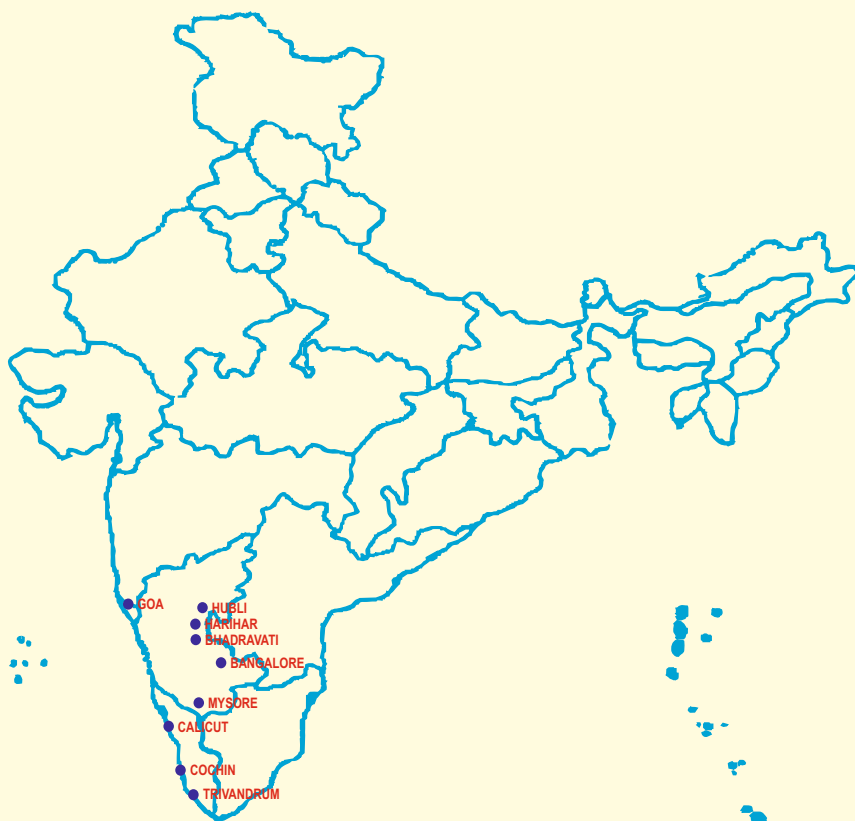 GOA
HUBLI
HARIHAR
BHADRAVATI
BANGALORE
MYSORE
CALICUT
COCHIN
TRIVANDRUM